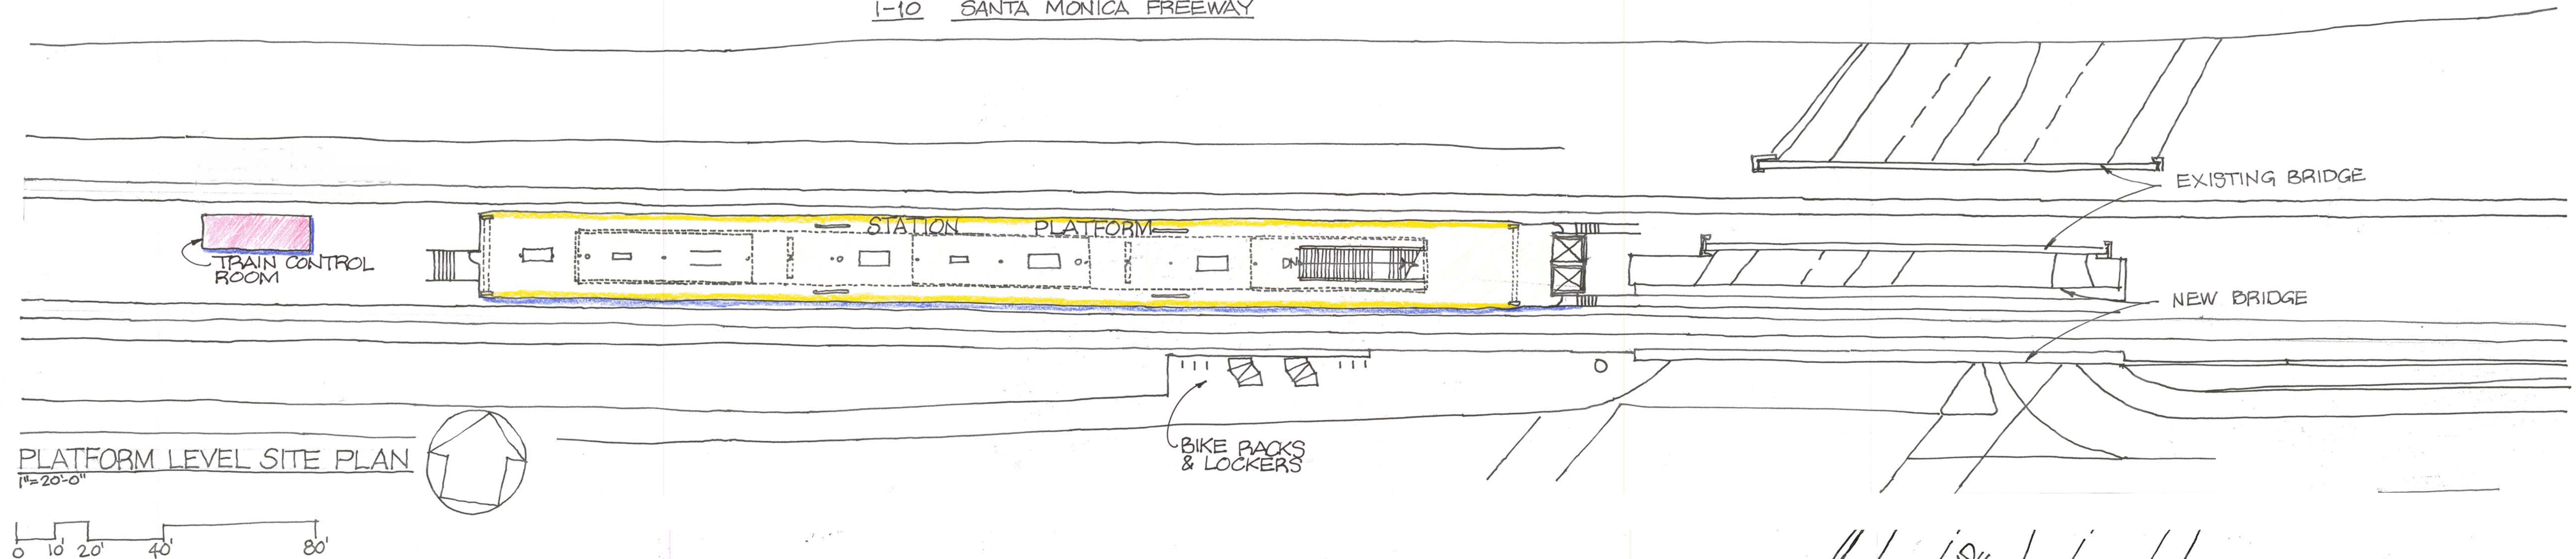 I-10 SANTA MONICA FREEWAY
EXISTING BRIDGE
STATION PLATFORM
TRAIN CONTROL
ROOM
DN
NEW BRIDGE
BIKE RACKS
& LOCKERS
PLATFORM LEVEL SITE PLAN
1"=20'-0"
0 10' 20' 40' 80'